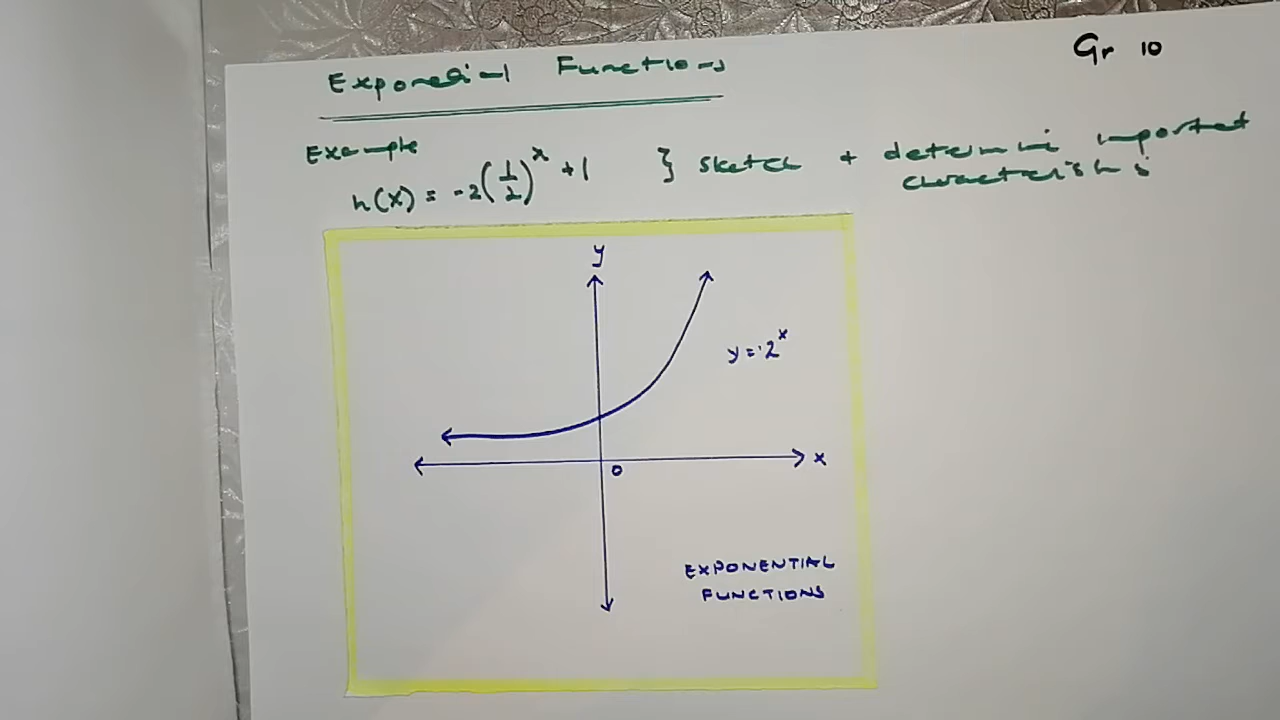 Gr 10
Exponential Functions
Example
h(x) = -2(1/2)^x + 1 } sketch + determine important characteristics
y
y = 2^x
x
0
EXPONENTIAL
FUNCTIONS